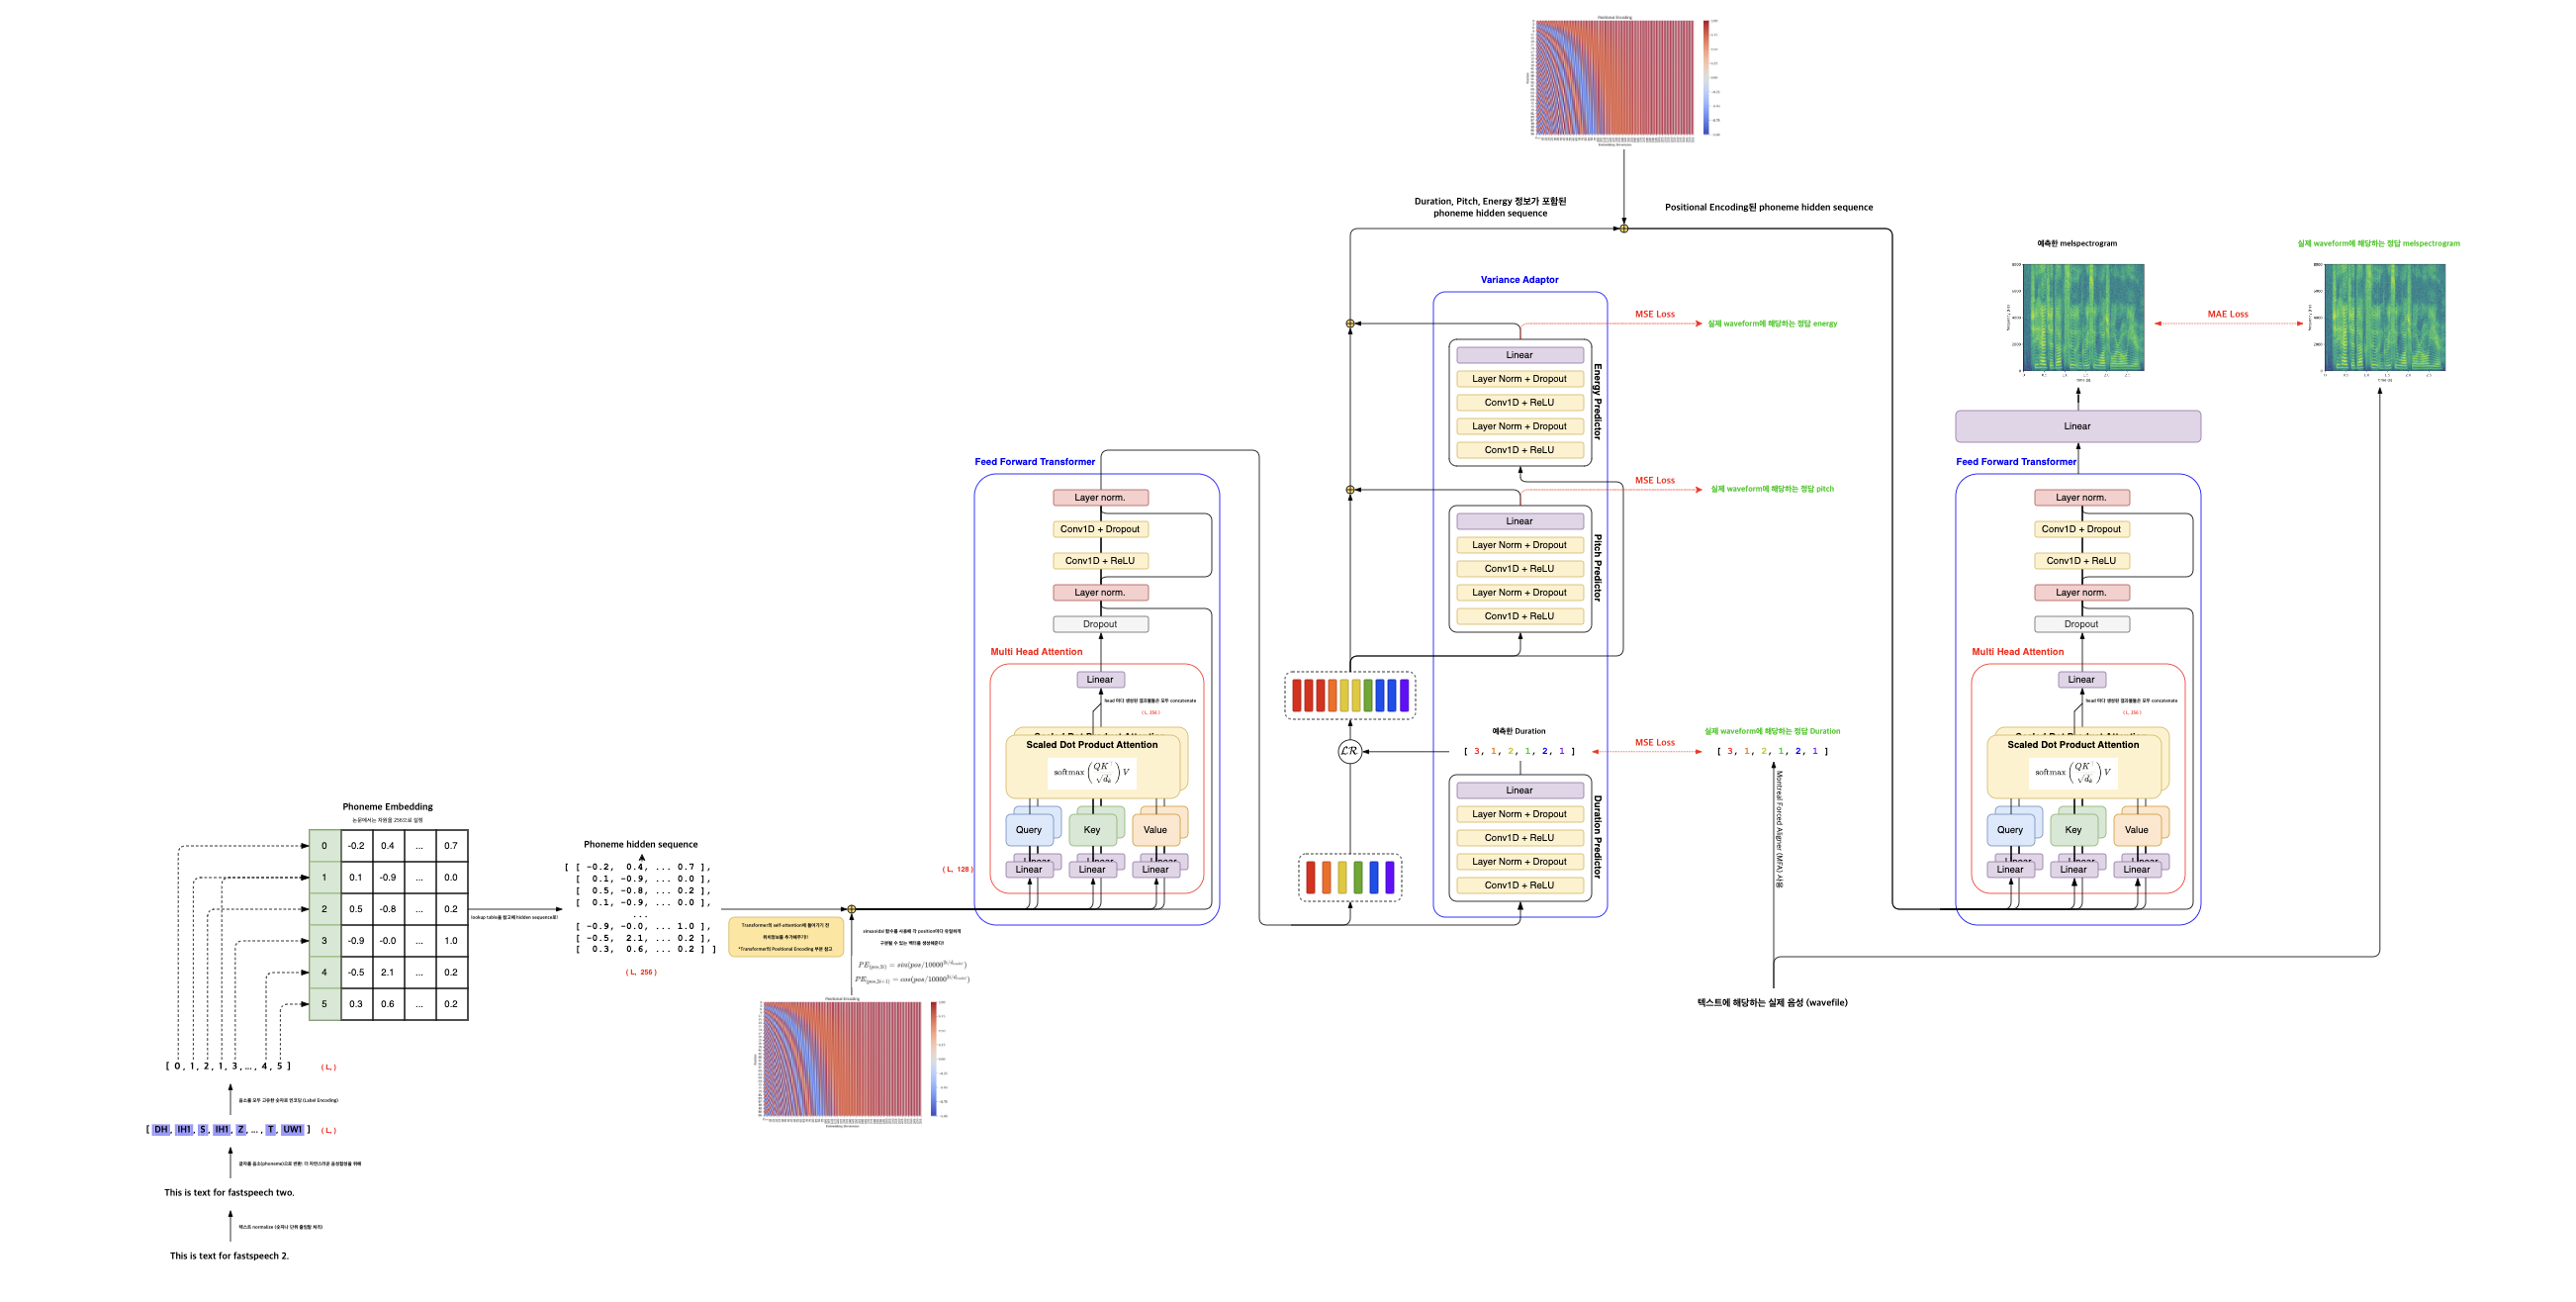 Positional Encoding
Duration, Pitch, Energy 정보가 포함된
phoneme hidden sequence
Positional Encoding된 phoneme hidden sequence
예측한 melspectrogram
실제 waveform에 해당하는 정답 melspectrogram
MAE Loss
Linear
Variance Adaptor
MSE Loss
실제 waveform에 해당하는 정답 energy
Linear
Layer Norm + Dropout
Conv1D + ReLU
Layer Norm + Dropout
Conv1D + ReLU
Energy Predictor
MSE Loss
실제 waveform에 해당하는 정답 pitch
Linear
Layer Norm + Dropout
Conv1D + ReLU
Layer Norm + Dropout
Conv1D + ReLU
Pitch Predictor
LR
예측한 Duration
[ 3, 1, 2, 1, 2, 1 ]
MSE Loss
실제 waveform에 해당하는 정답 Duration
[ 3, 1, 2, 1, 2, 1 ]
Linear
Layer Norm + Dropout
Conv1D + ReLU
Layer Norm + Dropout
Conv1D + ReLU
Duration Predictor
Montreal Forced Aligner (MFA) 사용
텍스트에 해당하는 실제 음성 (wavefile)
Feed Forward Transformer
Layer norm.
Conv1D + Dropout
Conv1D + ReLU
Layer norm.
Dropout
Multi Head Attention
Linear
head 마다 생성된 결과물들은 모두 concatenate
( L, 256 )
Scaled Dot Product Attention
softmax(QK/√dk)V
Query
Key
Value
Linear
Linear
Linear
( L, 128 )
Feed Forward Transformer
Layer norm.
Conv1D + Dropout
Conv1D + ReLU
Layer norm.
Dropout
Multi Head Attention
Linear
head 마다 생성된 결과물들은 모두 concatenate
( L, 256 )
Scaled Dot Product Attention
softmax(QK/√dk)V
Query
Key
Value
Linear
Linear
Linear
Phoneme Embedding
논문에서는 차원을 256으로 설정
0 -0.2 0.4 ... 0.7
1 0.1 -0.9 ... 0.0
2 0.5 -0.8 ... 0.2
3 -0.9 -0.0 ... 1.0
4 -0.5 2.1 ... 0.2
5 0.3 0.6 ... 0.2
lookup table을 참고해 hidden sequence로!
Phoneme hidden sequence
[ [ -0.2, 0.4, ... 0.7 ],
[ 0.1, -0.9, ... 0.0 ],
[ 0.5, -0.8, ... 0.2 ],
[ 0.1, -0.9, ... 0.0 ],
...
[ -0.9, -0.0, ... 1.0 ],
[ -0.5, 2.1, ... 0.2 ],
[ 0.3, 0.6, ... 0.2 ] ]
( L, 256 )
Transformer의 self-attention에 들어가기 전
위치정보를 추가해주기!
*Transformer의 Positional Encoding 부분 참고
sinusoidal 함수를 사용해 각 position마다 유일하게
구분될 수 있는 벡터를 생성해준다!
PE(pos,2i) = sin(pos/10000^2i/dmodel)
PE(pos,2i+1) = cos(pos/10000^2i/dmodel)
Positional Encoding
[ 0, 1, 2, 1, 3, ..., 4, 5 ]
( L, )
음소를 모두 고유한 숫자로 인코딩 (Label Encoding)
[ DH, IH1, S, IH1, Z, ... , T, UW1 ]
( L, )
글자를 음소(phoneme)으로 변환! 더 자연스러운 음성합성을 위해
This is text for fastspeech two.
텍스트 normalize (숫자나 단위 줄임말 처리)
This is text for fastspeech 2.